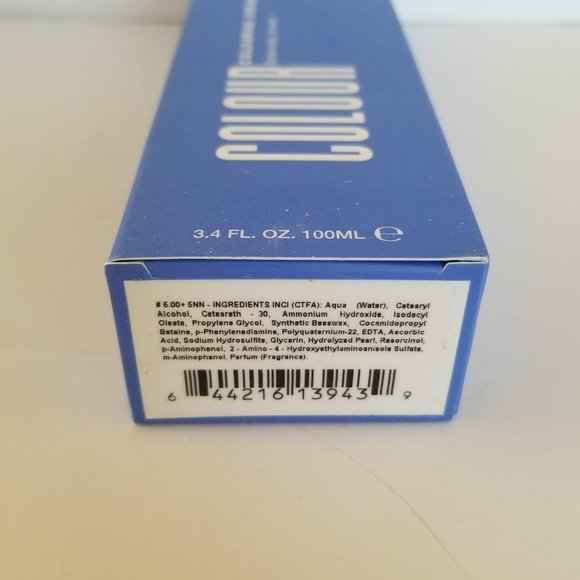 COLOUR
3.4 FL. OZ. 100ML e
# 5.00+ 5NN - INGREDIENTS INCI (CTFA): Aqua (Water), Cetearyl
Alcohol, Ceteareth - 30, Ammonium Hydroxide, Isodecyl
Oleate, Propylene Glycol, Synthetic Beeswax, Cocamidopropyl
Betaine, p-Phenylenediamine, Polyquaternium-22, EDTA, Ascorbic
Acid, Sodium Hydrosulfite, Glycerin, Hydrolyzed Pearl, Resorcinol,
p-Aminophenol, 2 - Amino - 4 - Hydroxyethylaminoanisole Sulfate,
m-Aminophenol, Parfum (Fragrance).
6 44216 13943 9